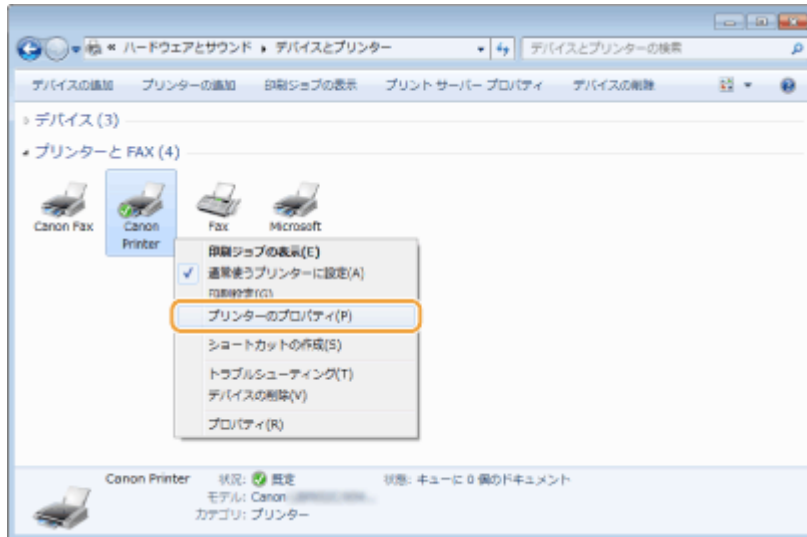 « ハードウェアとサウンド ▸ デバイスとプリンター
デバイスとプリンターの検索
デバイスの追加 プリンターの追加 印刷ジョブの表示 プリント サーバー プロパティ デバイスの削除
デバイス (3)
プリンターと FAX (4)
Canon Fax
Canon Printer
Fax
Microsoft
印刷ジョブの表示(E)
通常使うプリンターに設定(A)
印刷設定(G)
プリンターのプロパティ(P)
ショートカットの作成(S)
トラブルシューティング(T)
デバイスの削除(V)
プロパティ(R)
Canon Printer 状況: 既定 状態: キューに 0 個のドキュメント
モデル: Canon
カテゴリ: プリンター